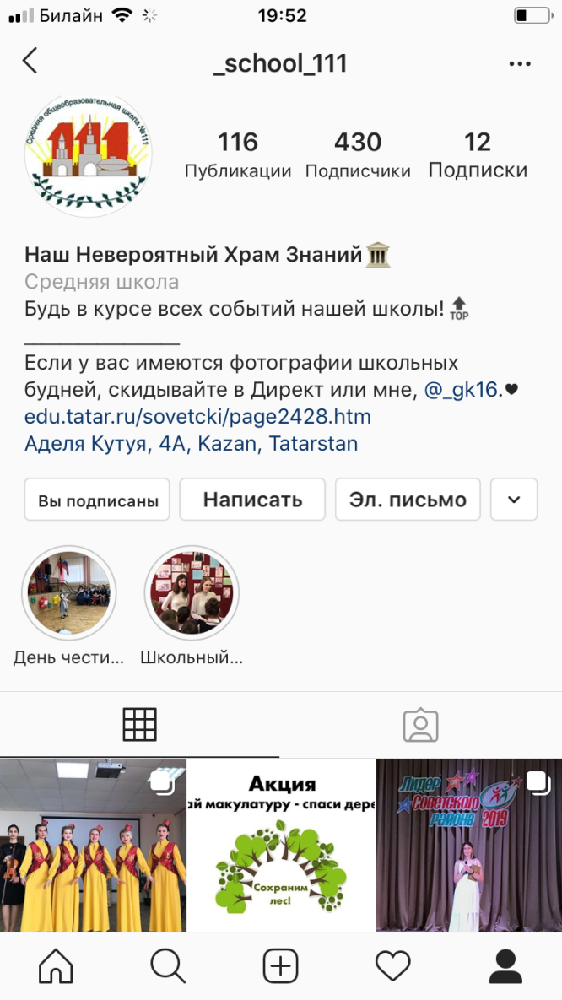 Билайн 19:52
_school_111
Средняя общеобразовательная школа №111
111
116 430 12
Публикации Подписчики Подписки
Наш Невероятный Храм Знаний🏛
Средняя школа
Будь в курсе всех событий нашей школы!🔝
TOP
Если у вас имеются фотографии школьных
будней, скидывайте в Директ или мне, @_gk16.🖤
edu.tatar.ru/sovetcki/page2428.htm
Аделя Кутуя, 4А, Kazan, Tatarstan
Вы подписаны Написать Эл. письмо
День чести... Школьный...
Акция
ай макулатуру - спаси дере
Сохраним
лес!
Лидер
Советского
района 2019